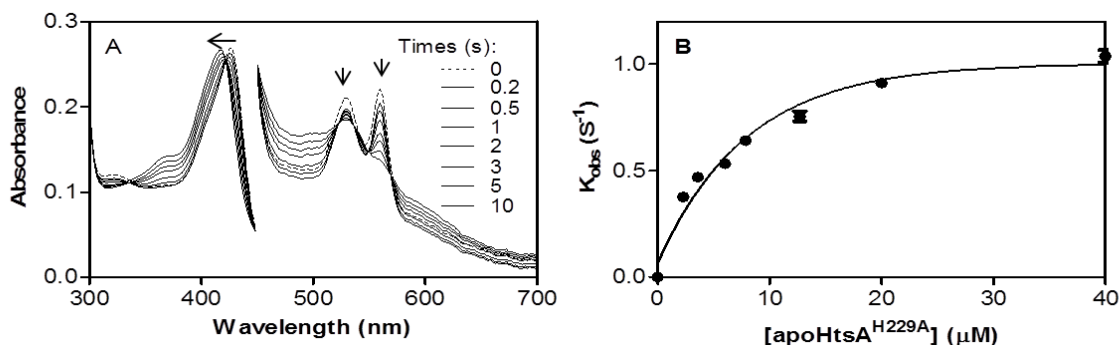 A
0.3
0.2
0.1
0.0
Absorbance
300 400 500 600 700
Wavelength (nm)
Times (s):
0
0.2
0.5
1
2
3
5
10
B
1.0
0.5
0.0
Kobs (S-1)
0 10 20 30 40
[apoHtsAH229A] (μM)